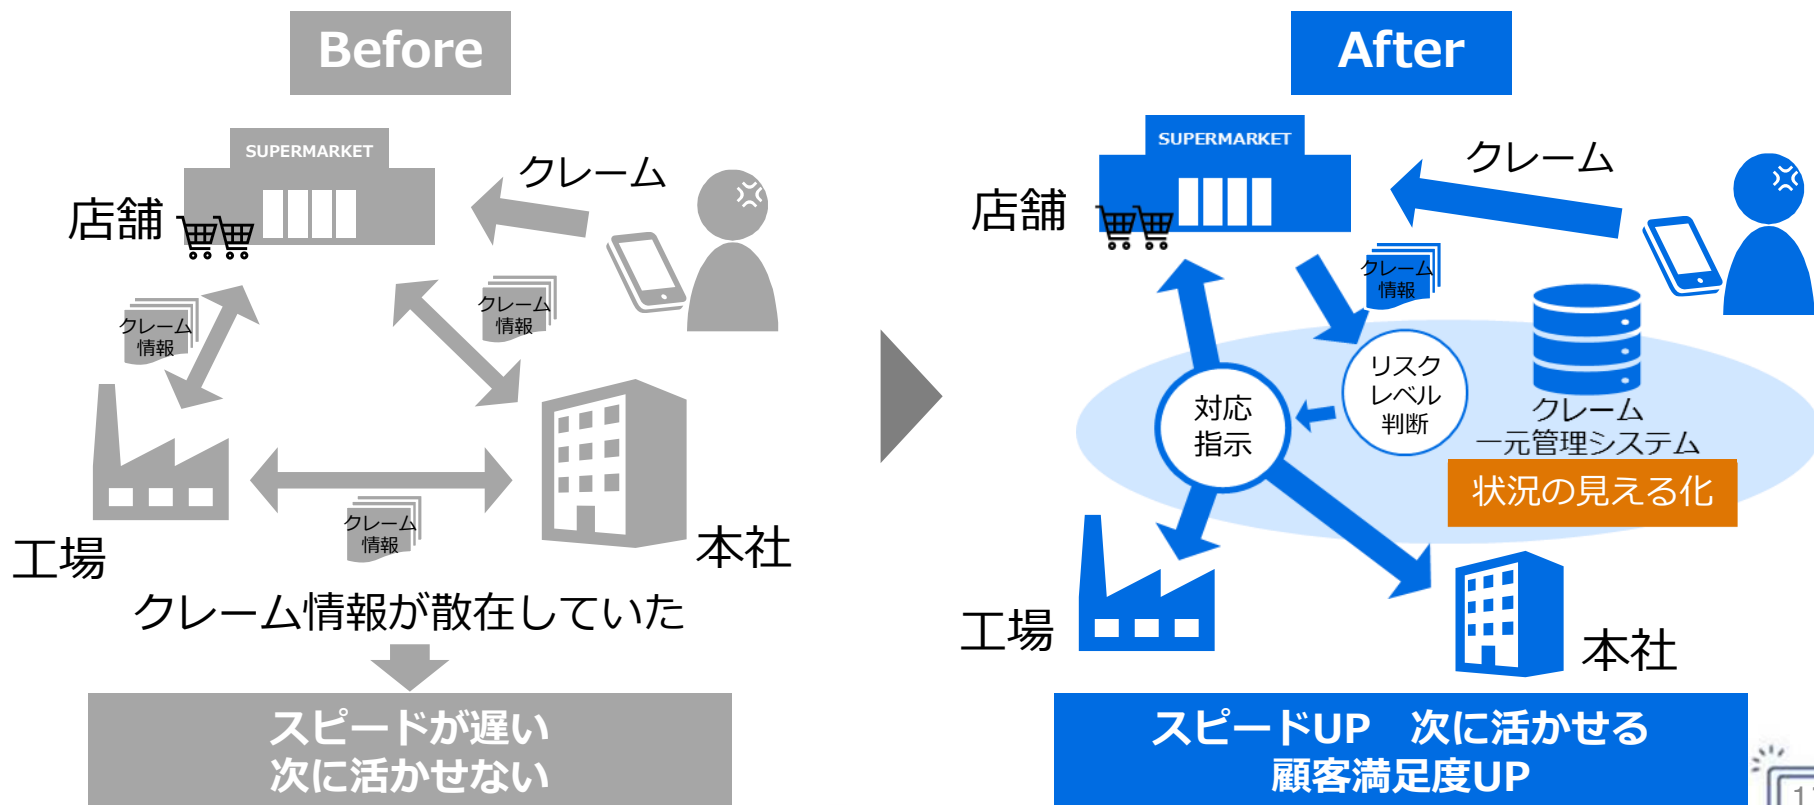 Before
SUPERMARKET
クレーム
店舗
クレーム
情報
クレーム
情報
クレーム
情報
工場
本社
クレーム情報が散在していた
スピードが遅い
次に活かせない
After
SUPERMARKET
クレーム
店舗
クレーム
情報
リスク
レベル
判断
対応
指示
クレーム
一元管理システム
状況の見える化
工場
本社
スピードUP　次に活かせる
顧客満足度UP